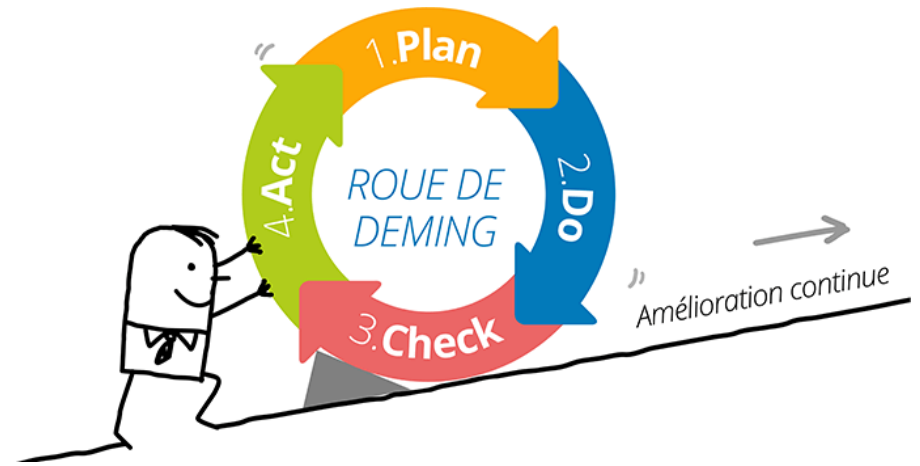 1.Plan
2.Do
3.Check
4.Act
ROUE DE
DEMING
Amélioration continue